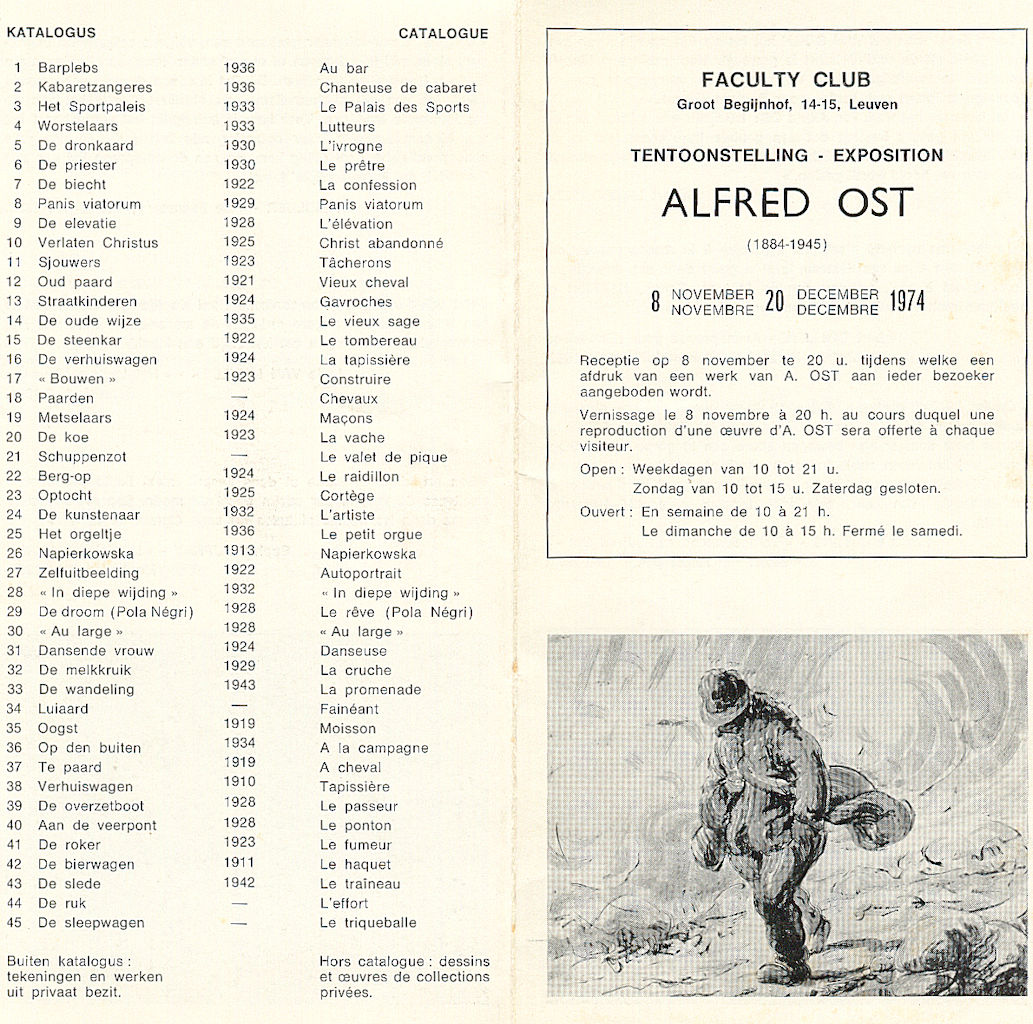 KATALOGUS CATALOGUE
1 Barplebs 1936 Au bar
2 Kabaretzangeres 1936 Chanteuse de cabaret
3 Het Sportpaleis 1933 Le Palais des Sports
4 Worstelaars 1933 Lutteurs
5 De dronkaard 1930 L'ivrogne
6 De priester 1930 Le prêtre
7 De biecht 1922 La confession
8 Panis viatorum 1929 Panis viatorum
9 De elevatie 1928 L'élévation
10 Verlaten Christus 1925 Christ abandonné
11 Sjouwers 1923 Tâcherons
12 Oud paard 1921 Vieux cheval
13 Straatkinderen 1924 Gavroches
14 De oude wijze 1935 Le vieux sage
15 De steenkar 1922 Le tombereau
16 De verhuiswagen 1924 La tapissière
17 « Bouwen » 1923 Construire
18 Paarden — Chevaux
19 Metselaars 1924 Maçons
20 De koe 1923 La vache
21 Schuppenzot — Le valet de pique
22 Berg-op 1924 Le raidillon
23 Optocht 1925 Cortège
24 De kunstenaar 1932 L'artiste
25 Het orgeltje 1936 Le petit orgue
26 Napierkowska 1913 Napierkowska
27 Zelfuitbeelding 1922 Autoportrait
28 « In diepe wijding » 1932 « In diepe wijding »
29 De droom (Pola Négri) 1928 Le rêve (Pola Négri)
30 « Au large » 1928 « Au large »
31 Dansende vrouw 1924 Danseuse
32 De melkkruik 1929 La cruche
33 De wandeling 1943 La promenade
34 Luiaard — Fainéant
35 Oogst 1919 Moisson
36 Op den buiten 1934 A la campagne
37 Te paard 1919 A cheval
38 Verhuiswagen 1910 Tapissière
39 De overzetboot 1928 Le passeur
40 Aan de veerpont 1928 Le ponton
41 De roker 1923 Le fumeur
42 De bierwagen 1911 Le haquet
43 De slede 1942 Le traîneau
44 De ruk — L'effort
45 De sleepwagen — Le triqueballe
Buiten katalogus :
tekeningen en werken
uit privaat bezit.
Hors catalogue : dessins
et œuvres de collections
privées.
FACULTY CLUB
Groot Begijnhof, 14-15, Leuven
TENTOONSTELLING - EXPOSITION
ALFRED OST
(1884-1945)
8 NOVEMBER 20 DECEMBER 1974
NOVEMBRE DECEMBRE
Receptie op 8 november te 20 u. tijdens welke een
afdruk van een werk van A. OST aan ieder bezoeker
aangeboden wordt.
Vernissage le 8 novembre à 20 h. au cours duquel une
reproduction d'une œuvre d'A. OST sera offerte à chaque
visiteur.
Open : Weekdagen van 10 tot 21 u.
Zondag van 10 tot 15 u. Zaterdag gesloten.
Ouvert : En semaine de 10 à 21 h.
Le dimanche de 10 à 15 h. Fermé le samedi.